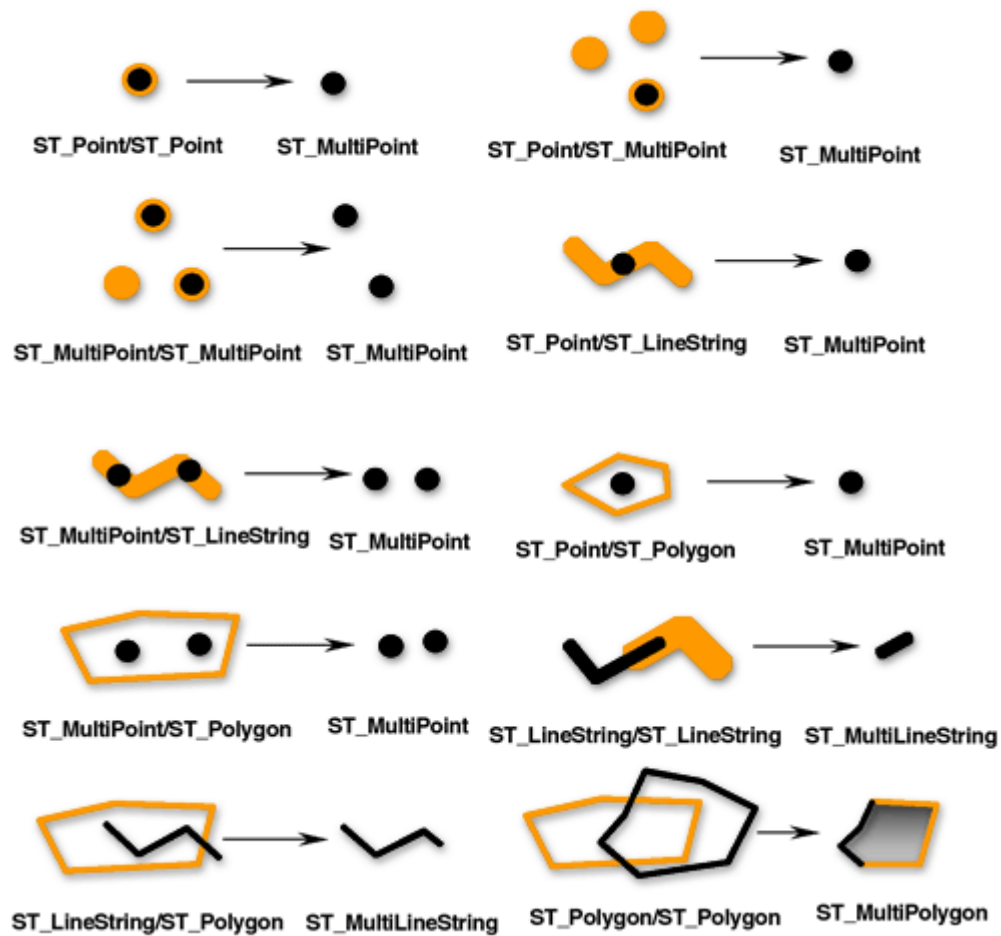 ST_Point/ST_Point
ST_MultiPoint
ST_Point/ST_MultiPoint
ST_MultiPoint
ST_MultiPoint/ST_MultiPoint
ST_MultiPoint
ST_Point/ST_LineString
ST_MultiPoint
ST_MultiPoint/ST_LineString
ST_MultiPoint
ST_Point/ST_Polygon
ST_MultiPoint
ST_MultiPoint/ST_Polygon
ST_MultiPoint
ST_LineString/ST_LineString
ST_MultiLineString
ST_LineString/ST_Polygon
ST_MultiLineString
ST_Polygon/ST_Polygon
ST_MultiPolygon